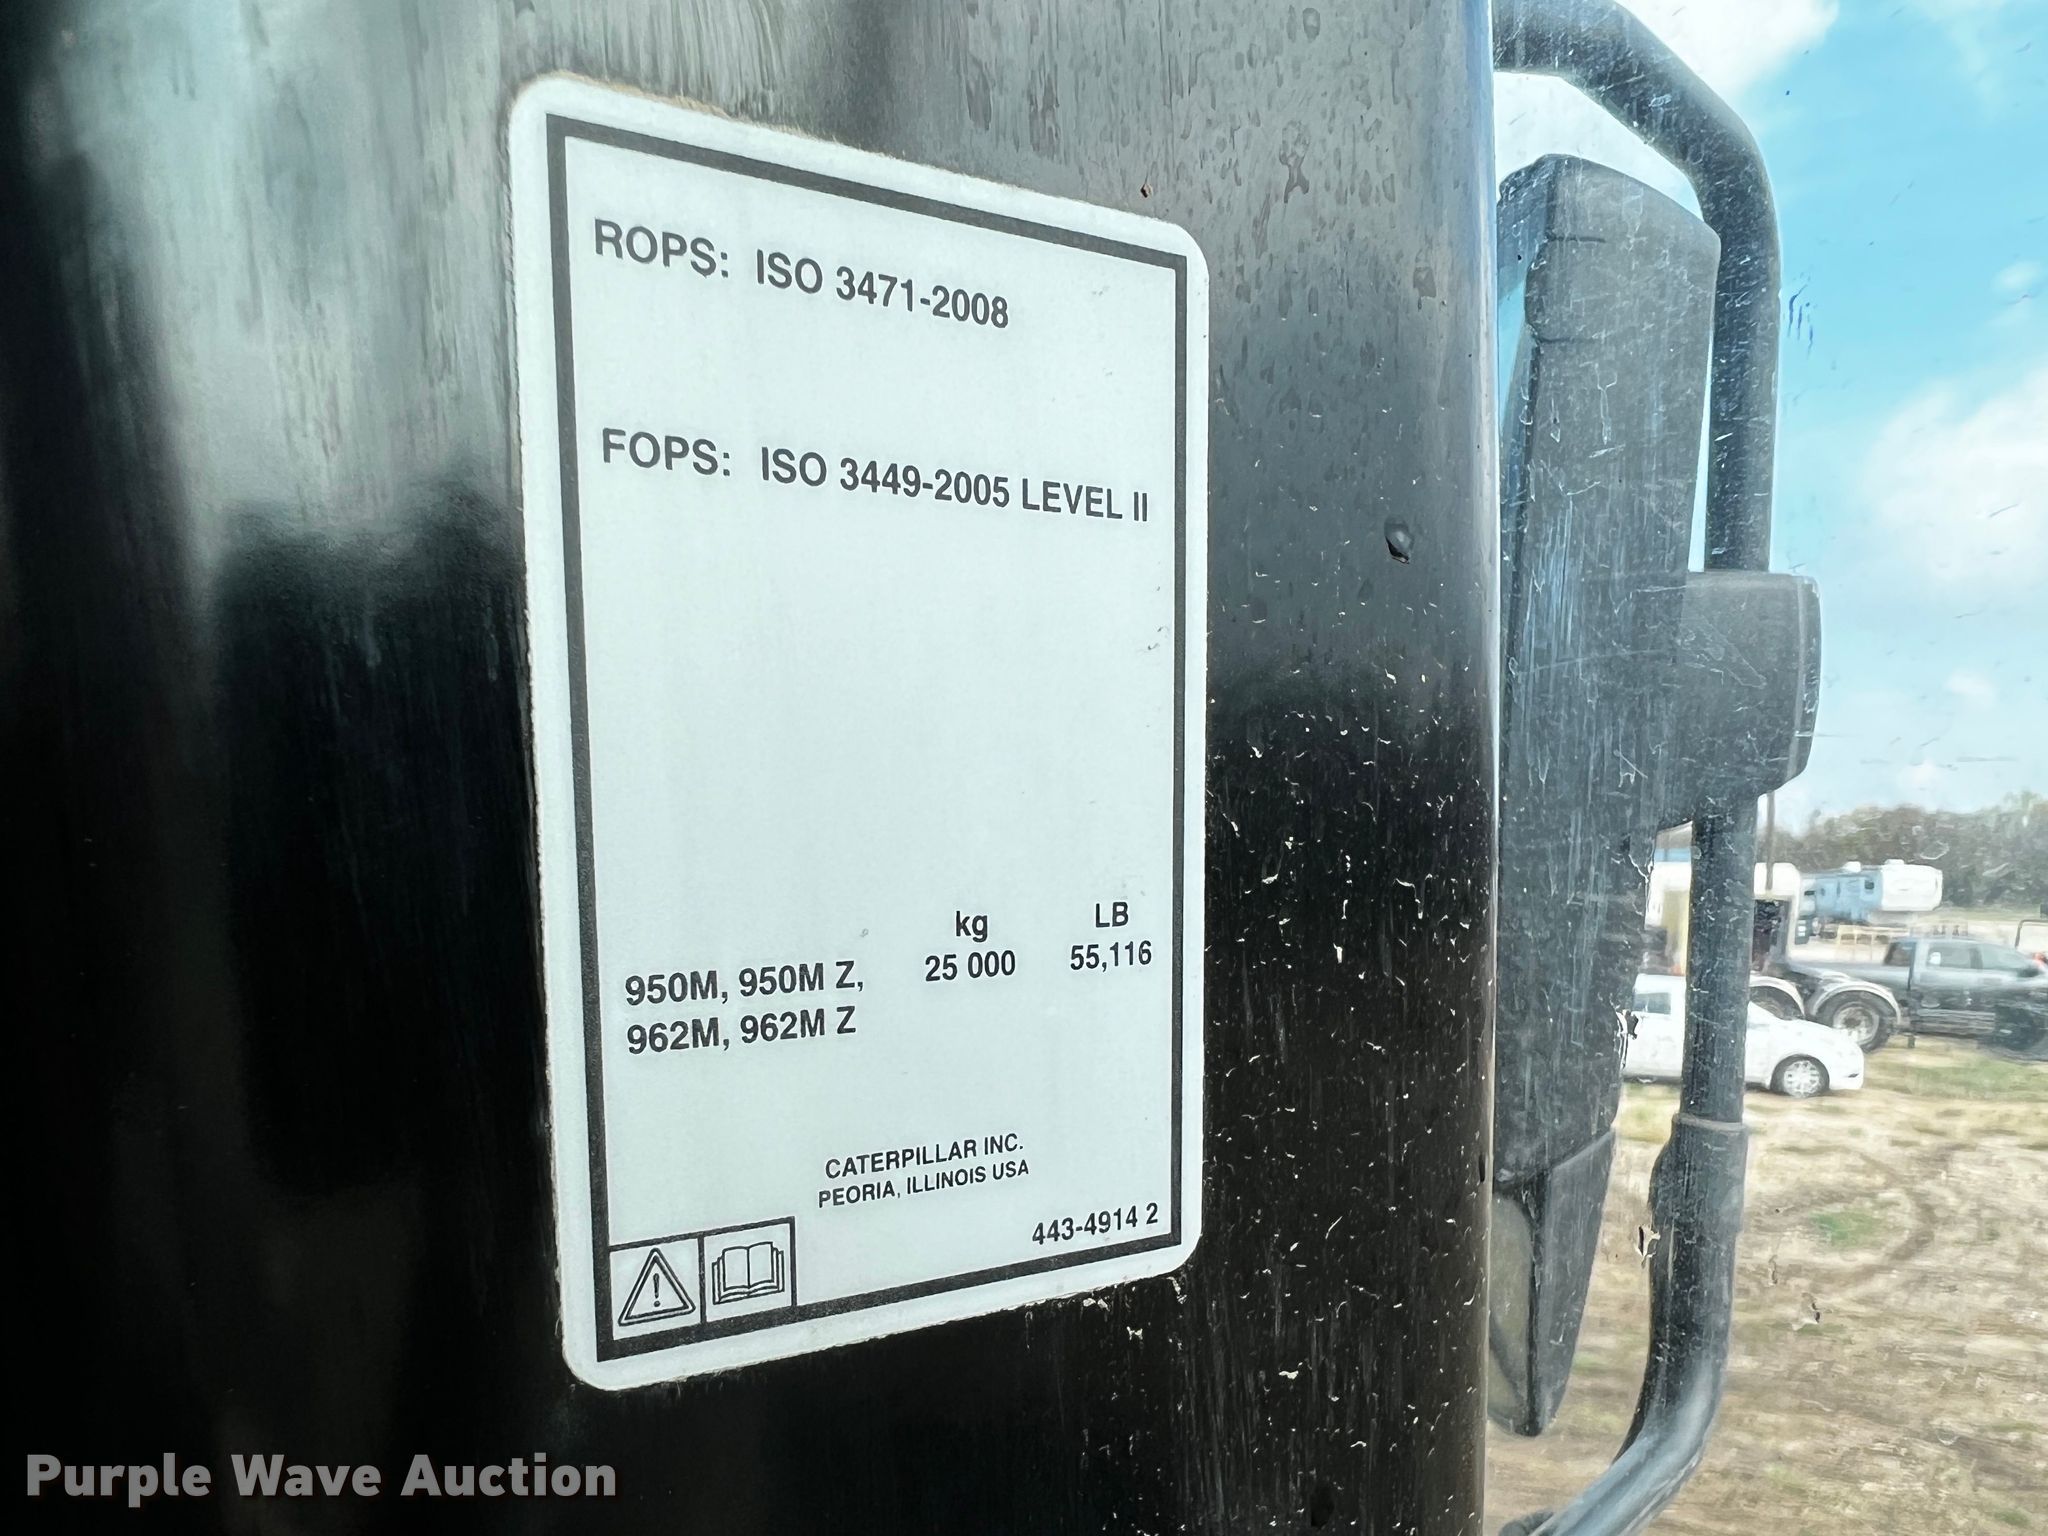 ROPS: ISO 3471-2008
FOPS: ISO 3449-2005 LEVEL II
kg LB
950M, 950M Z, 25 000 55,116
962M, 962M Z
CATERPILLAR INC.
PEORIA, ILLINOIS USA
443-4914 2
Purple Wave Auction